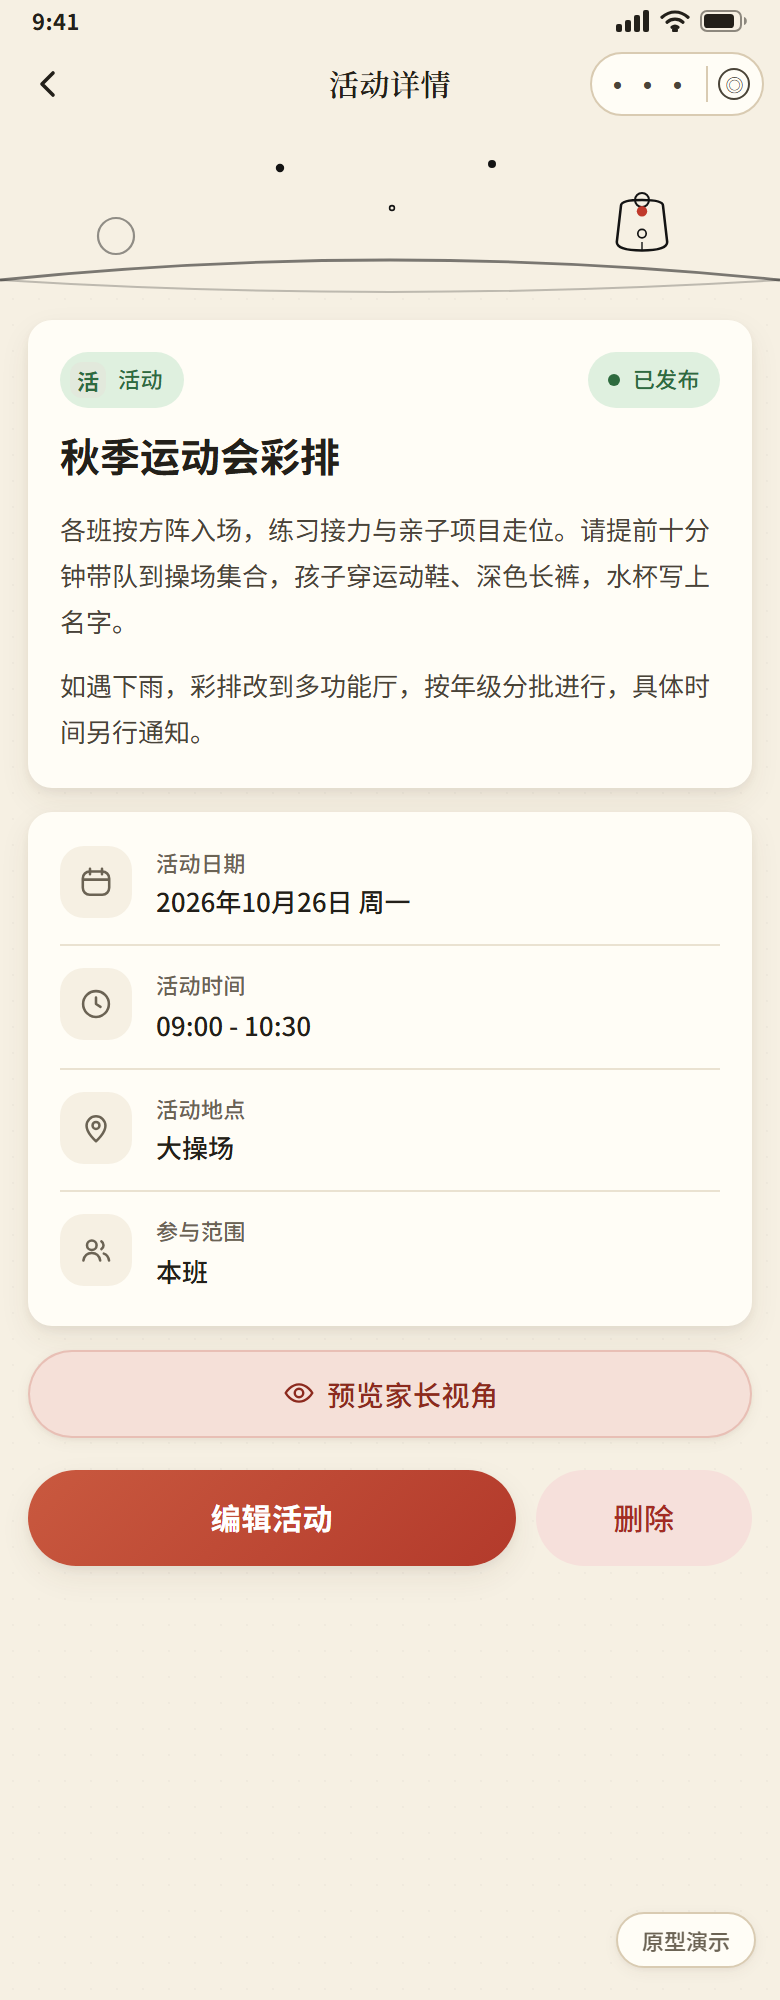 9:41
活动详情
活 活动
已发布
秋季运动会彩排
各班按方阵入场，练习接力与亲子项目走位。请提前十分
钟带队到操场集合，孩子穿运动鞋、深色长裤，水杯写上
名字。
如遇下雨，彩排改到多功能厅，按年级分批进行，具体时
间另行通知。
活动日期
2026年10月26日 周一
活动时间
09:00 - 10:30
活动地点
大操场
参与范围
本班
预览家长视角
编辑活动
删除
原型演示